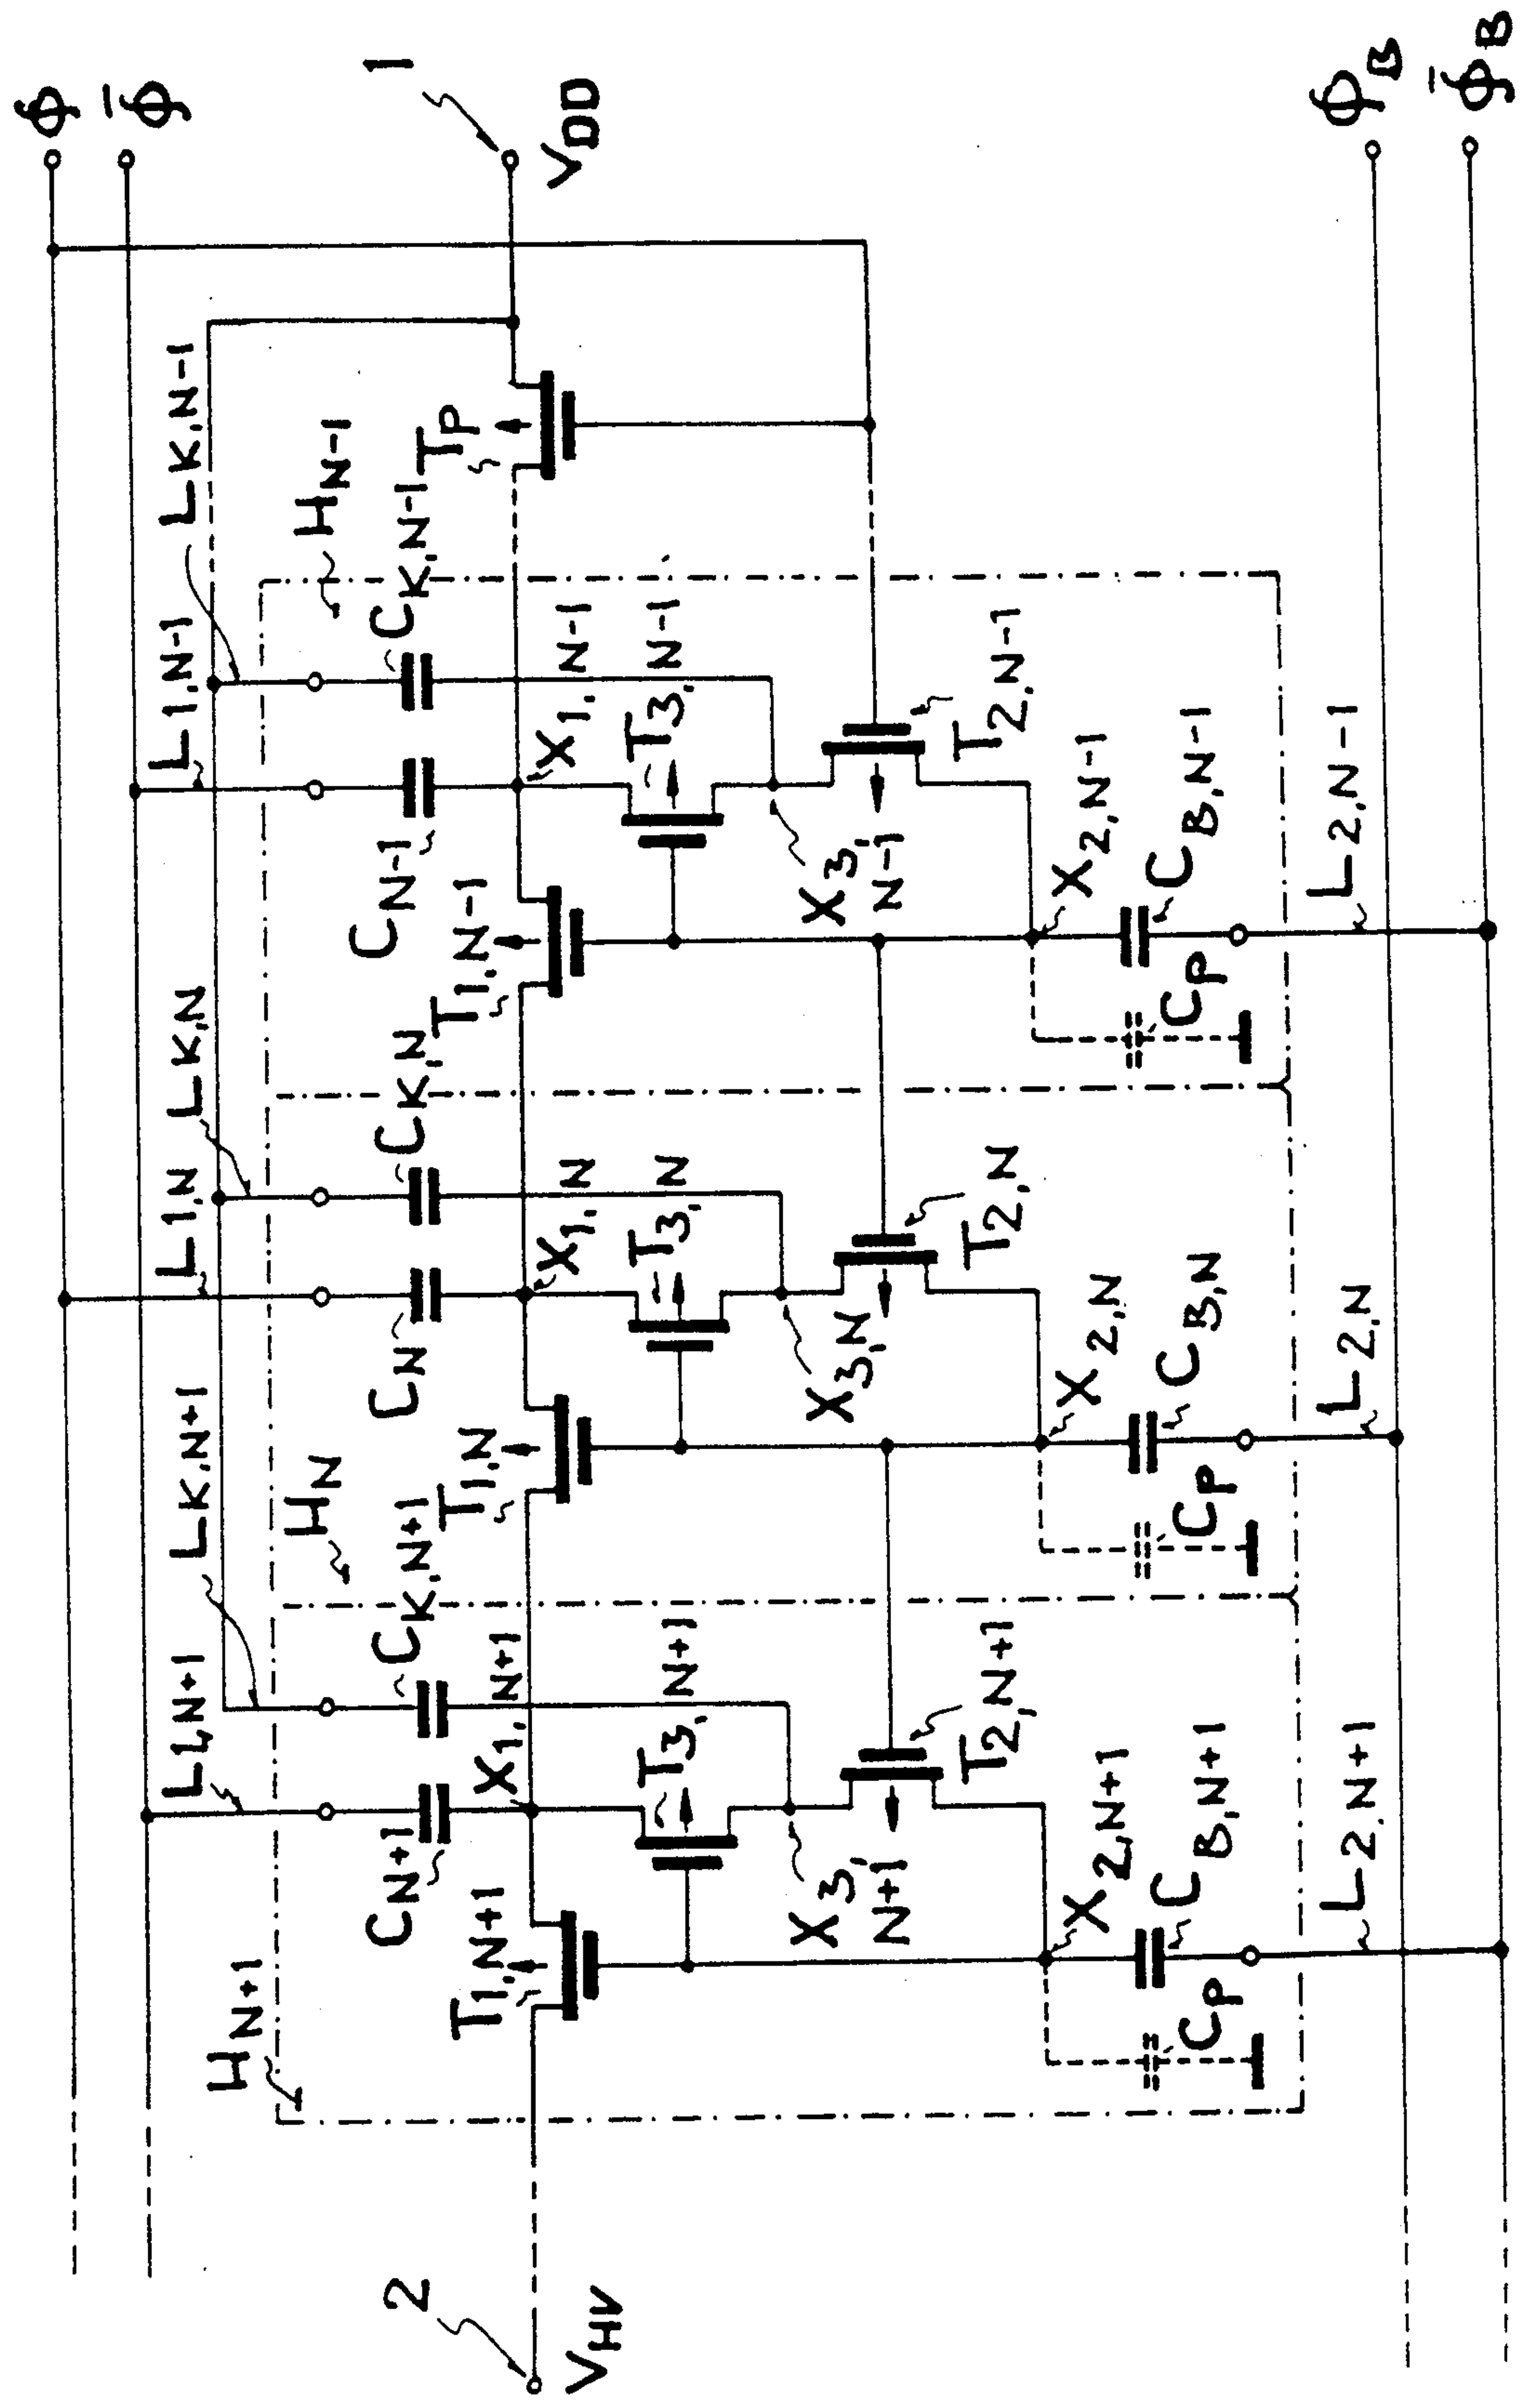 Φ
Φ̄
1
V_DD
L_K,N-1
H_N-1
L_1,N-1
C_K,N-1
T_P
C_N-1
X_1,N-1
T_3,N-1
T_1,N-1
X_3,N-1
T_2,N-1
X_2,N-1
C_B,N-1
C_P
L_2,N-1
L_K,N
L_1,N
C_K,N
C_N
X_1,N
T_3,N
H_N
T_1,N
X_3,N
T_2,N
X_2,N
C_B,N
C_P
L_2,N
L_K,N+1
L_1,N+1
C_K,N+1
C_N+1
X_1,N+1
T_3,N+1
H_N+1
T_1,N+1
X_3,N+1
T_2,N+1
X_2,N+1
C_B,N+1
C_P
L_2,N+1
2
V_HV
Φ_B
Φ̄_B